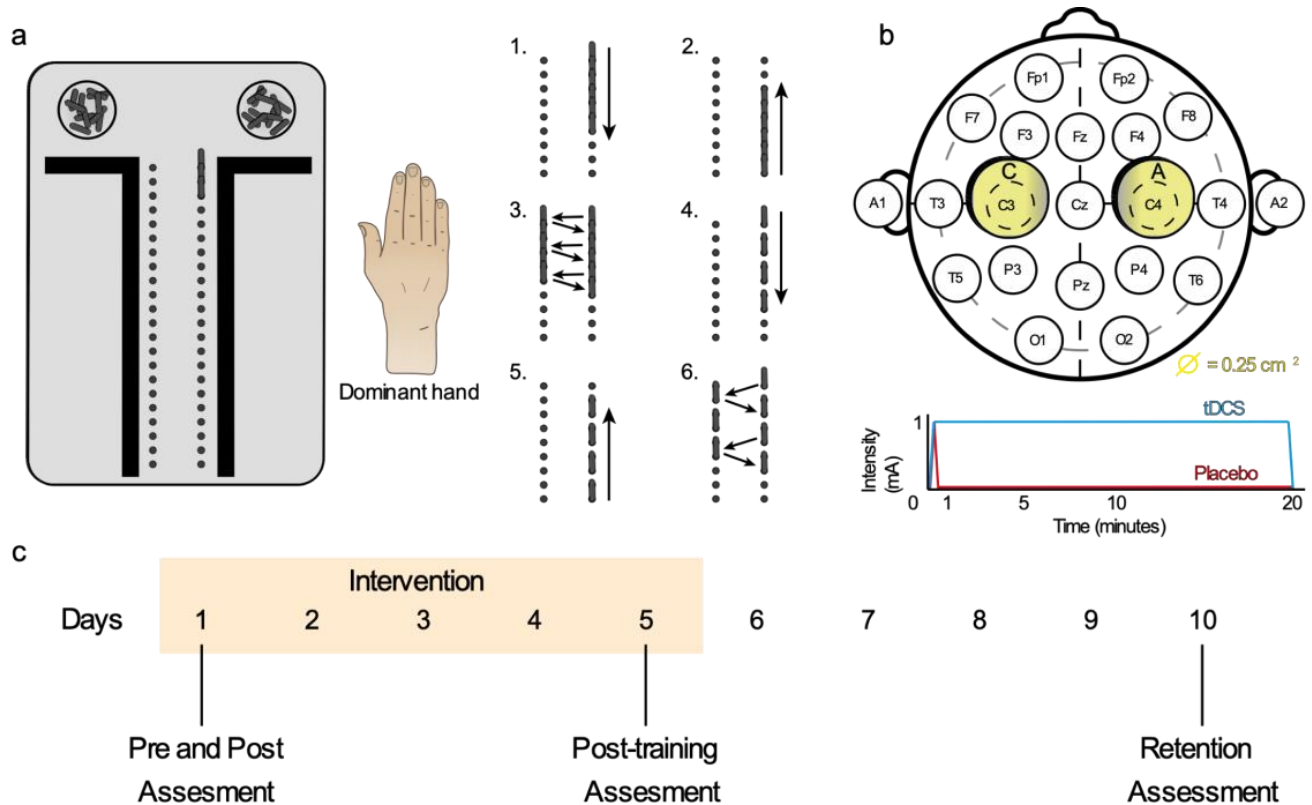 a
1.
2.
3.
4.
5.
6.
Dominant hand
b
Fp1
Fp2
F7
F3
Fz
F4
F8
C
A
A1
T3
C3
Cz
C4
T4
A2
T5
P3
Pz
P4
T6
O1
O2
Ø = 0.25 cm ²
tDCS
1
Intensity
(mA)
Placebo
0 1 5 10 20
Time (minutes)
c
Intervention
Days 1 2 3 4 5 6 7 8 9 10
Pre and Post
Assesment
Post-training
Assesment
Retention
Assessment